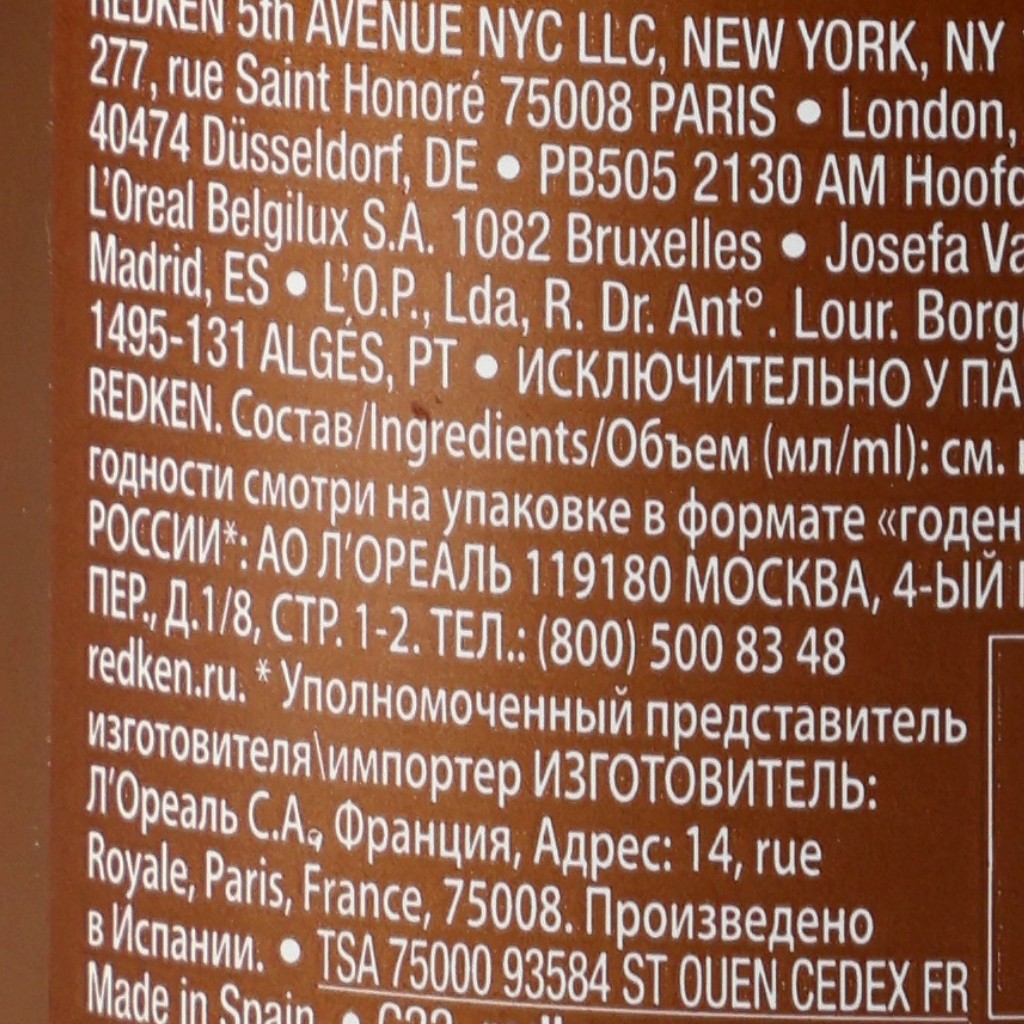 REDKEN 5th AVENUE NYC LLC, NEW YORK, NY
277, rue Saint Honoré 75008 PARIS • London,
40474 Düsseldorf, DE • PB505 2130 AM
L'Oreal Belgilux S.A. 1082 Bruxelles • Josefa
Madrid, ES • L'O.P., Lda, R. Dr. Ant°. Lour.
1495-131 ALGÉS, PT • ИСКЛЮЧИТЕЛЬНО У
REDKEN. Состав/Ingredients/Объем (мл/ml): см.
годности смотри на упаковке в формате «годен
РОССИИ*: АО Л'ОРЕАЛЬ 119180 МОСКВА, 4-ЫЙ
ПЕР., Д.1/8, СТР. 1-2. ТЕЛ.: (800) 500 83 48
redken.ru. * Уполномоченный представитель
изготовителя\импортер ИЗГОТОВИТЕЛЬ:
Л'Ореаль С.А., Франция, Адрес: 14, rue
Royale, Paris, France, 75008. Произведено
в Испании. • TSA 75000 93584 ST OUEN CEDEX FR
Made in Spain •